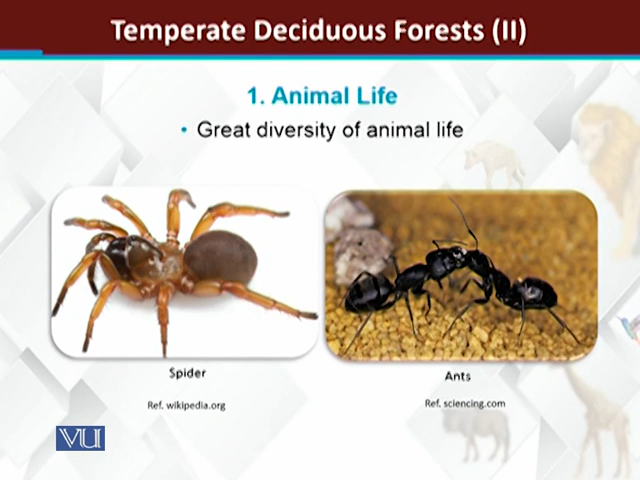 Temperate Deciduous Forests (II)
1. Animal Life
• Great diversity of animal life
Spider
Ants
Ref. wikipedia.org
Ref. sciencing.com
VU